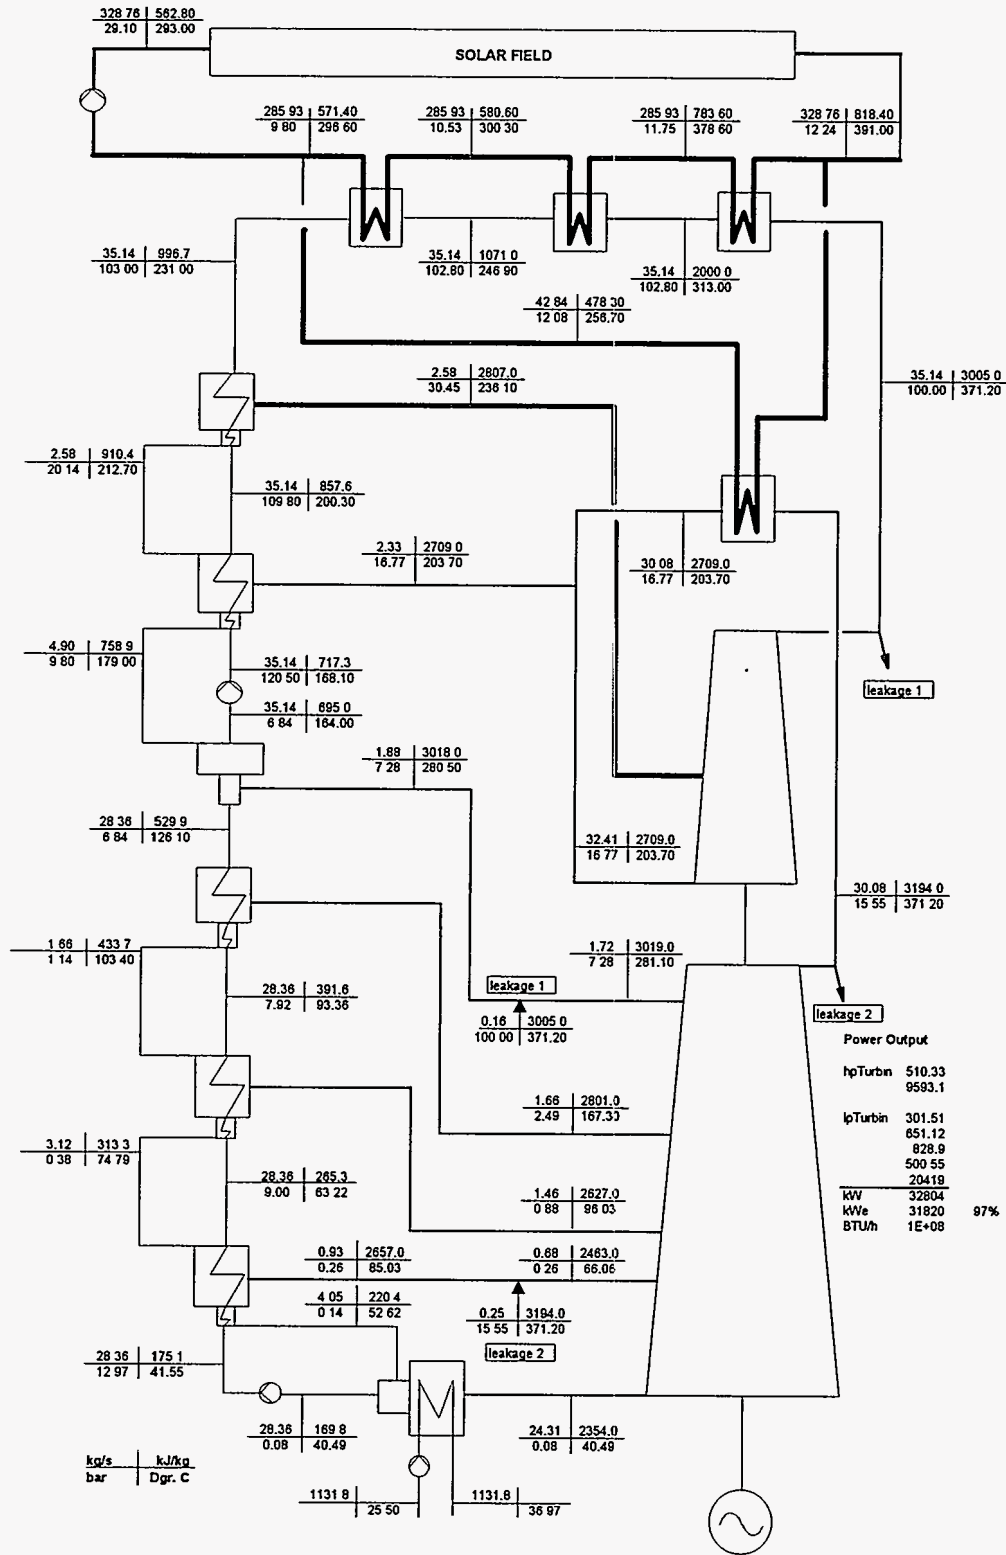 328 76 562.80
29.10 293.00
SOLAR FIELD
285 93 571.40
9 80 296 60
285 93 580.60
10.53 300 30
285 93 783 60
11.75 378 60
328 76 818.40
12 24 391.00
35.14 996.7
103 00 231 00
35.14 1071 0
102.80 246 90
35.14 2000 0
102.80 313.00
42 84 478 30
12 08 256.70
2.58 2807.0
30.45 236 10
35.14 3005 0
100.00 371.20
2.58 910.4
20 14 212.70
35.14 857.6
109 80 200.30
2.33 2709 0
16.77 203 70
30 08 2709.0
16.77 203.70
4.90 758 9
9 80 179 00
35.14 717.3
120 50 168.10
35.14 695 0
6 84 164.00
leakage 1
1.88 3018 0
7 28 280 50
28 36 529 9
6 84 126 10
32.41 2709.0
16 77 203.70
30.08 3194 0
15 55 371 20
1 66 433 7
1 14 103 40
1.72 3019.0
7 28 281.10
28.36 391.6
7.92 93.36
leakage 1
0.16 3005 0
100 00 371.20
leakage 2
Power Output
hpTurbin 510.33
9593.1
lpTurbin 301.51
651.12
828.9
500 55
20419
kW 32804
kWe 31820 97%
BTU/h 1E+08
1.66 2801.0
2.49 167.30
3.12 313 3
0 38 74 79
28.36 265.3
9.00 63 22
1.46 2627.0
0 88 96 03
0.93 2657.0
0.26 85.03
0.68 2463.0
0 26 66.06
4 05 220 4
0 14 52 62
0.25 3194.0
15 55 371.20
leakage 2
28 36 175 1
12 97 41.55
28.36 169 8
0.08 40.49
24.31 2354.0
0.08 40.49
kg/s kJ/kg
bar Dgr. C
1131 8
25 50
1131.8
36 97